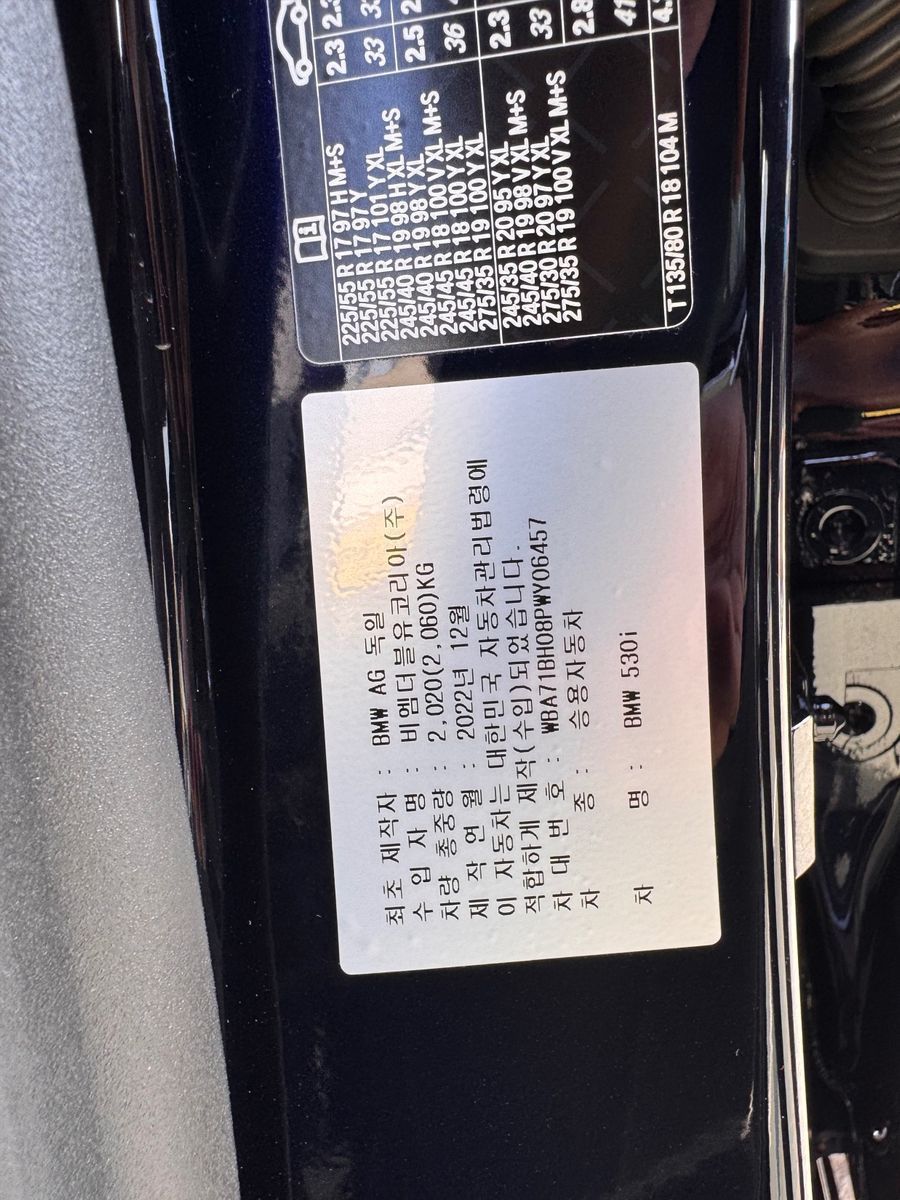 최초 제작자 : BMW AG 독일
수 입 자 명 : 비엠더블유코리아(주)
차량 총중량 : 2,020(2,060)KG
제 작 연 월 : 2022년 12월
이 자동차는 대한민국 자동차관리법령에
적합하게 제작(수입)되었습니다.
차 대 번 호 : WBA71BH08PWY06457
차 종 : 승용자동차
차 명 : BMW 530i
1
225/55 R 17 97 H M+S 2.3 2.3
225/55 R 17 97 Y
225/55 R 17 101 Y XL 33
245/40 R 19 98 H XL M+S
245/40 R 19 98 Y XL 2.5
245/45 R 18 100 V XL M+S
245/45 R 18 100 Y XL 36
275/35 R 19 100 Y XL
245/35 R 20 95 Y XL 2.3
245/40 R 19 98 V XL M+S
275/30 R 20 97 Y XL 33
275/35 R 19 100 V XL M+S 2.8
41
T 135/80 R 18 104 M